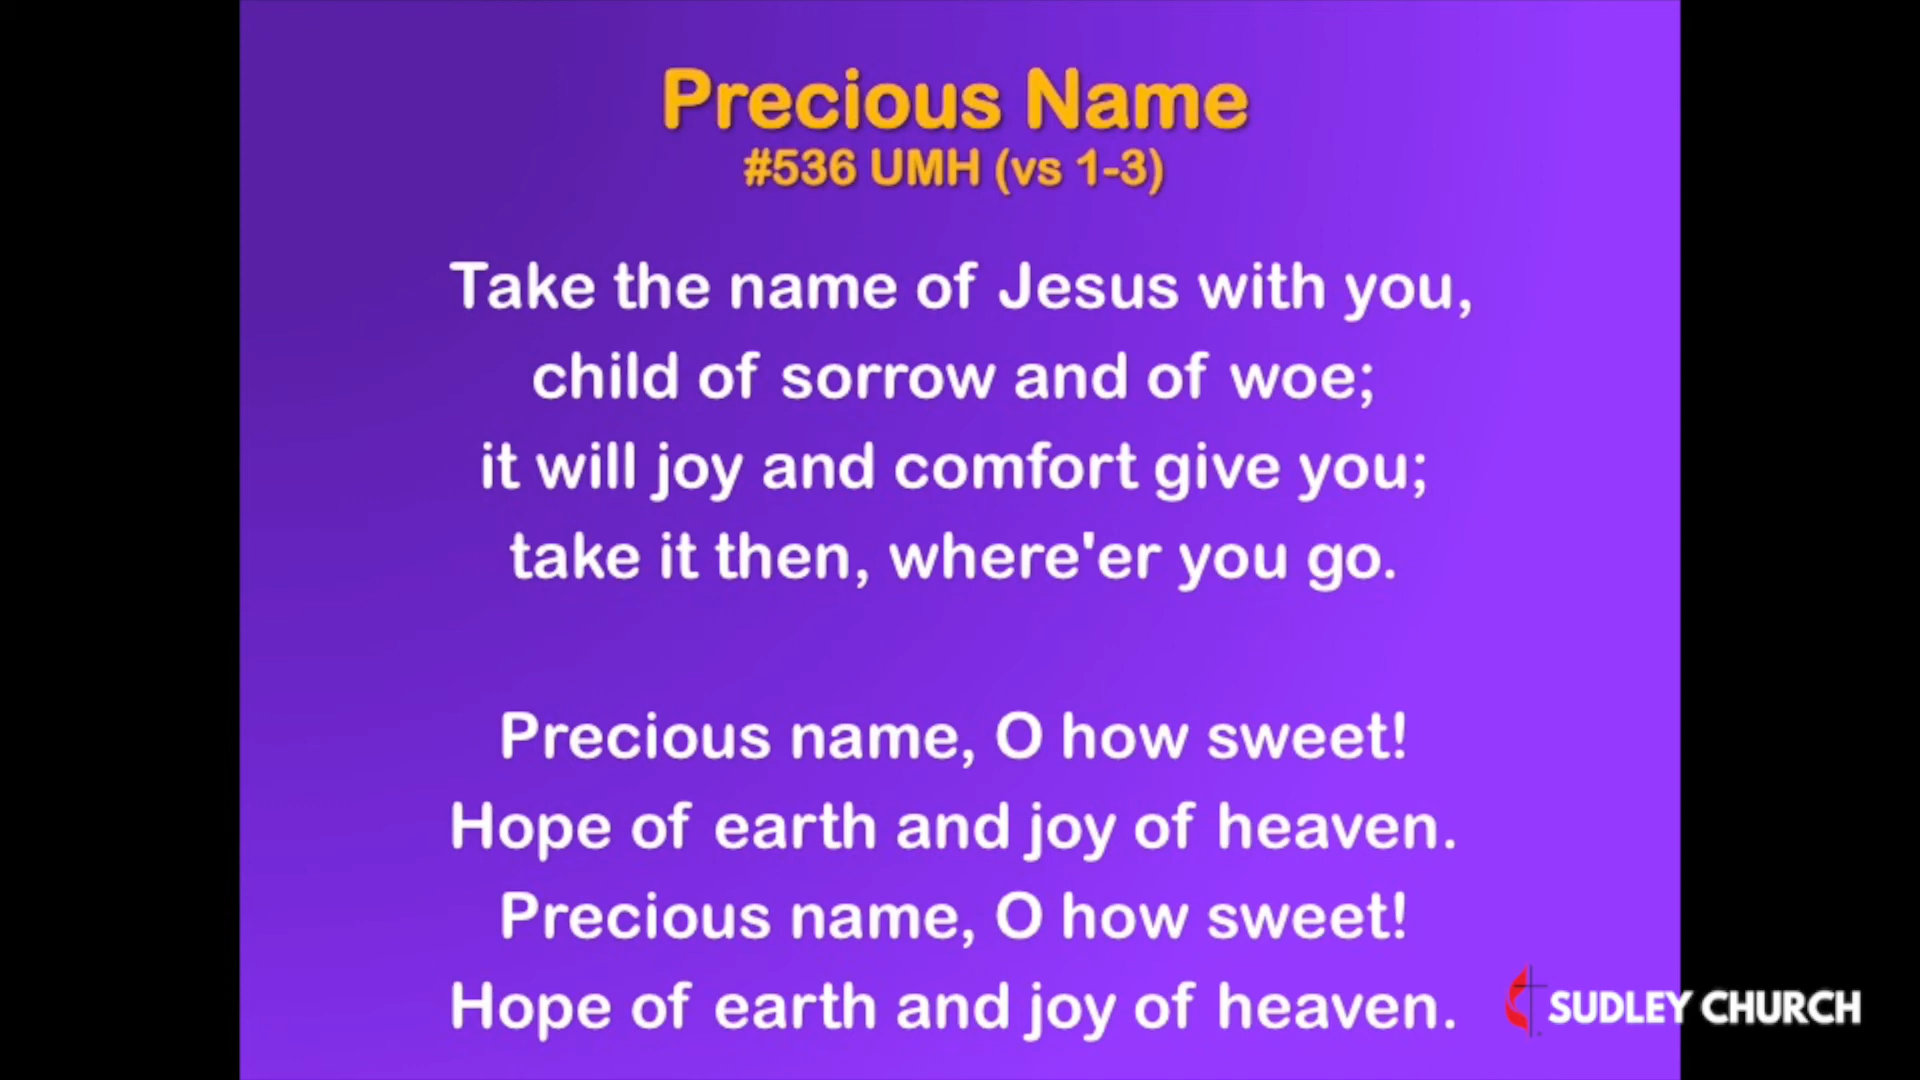 Precious Name
#536 UMH (vs 1-3)
Take the name of Jesus with you,
child of sorrow and of woe;
it will joy and comfort give you;
take it then, where'er you go.
Precious name, O how sweet!
Hope of earth and joy of heaven.
Precious name, O how sweet!
Hope of earth and joy of heaven.
SUDLEY CHURCH